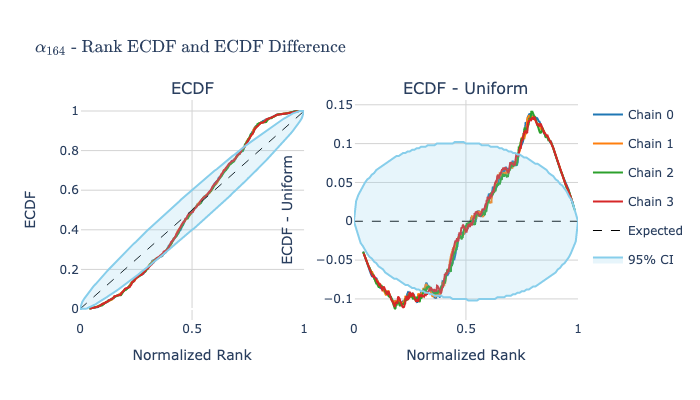 α₁₆₄ - Rank ECDF and ECDF Difference
ECDF
ECDF - Uniform
ECDF
1
0.8
0.6
0.4
0.2
0
0
0.5
1
Normalized Rank
ECDF - Uniform
0.15
0.1
0.05
0
−0.05
−0.1
0
0.5
1
Normalized Rank
Chain 0
Chain 1
Chain 2
Chain 3
Expected
95% CI